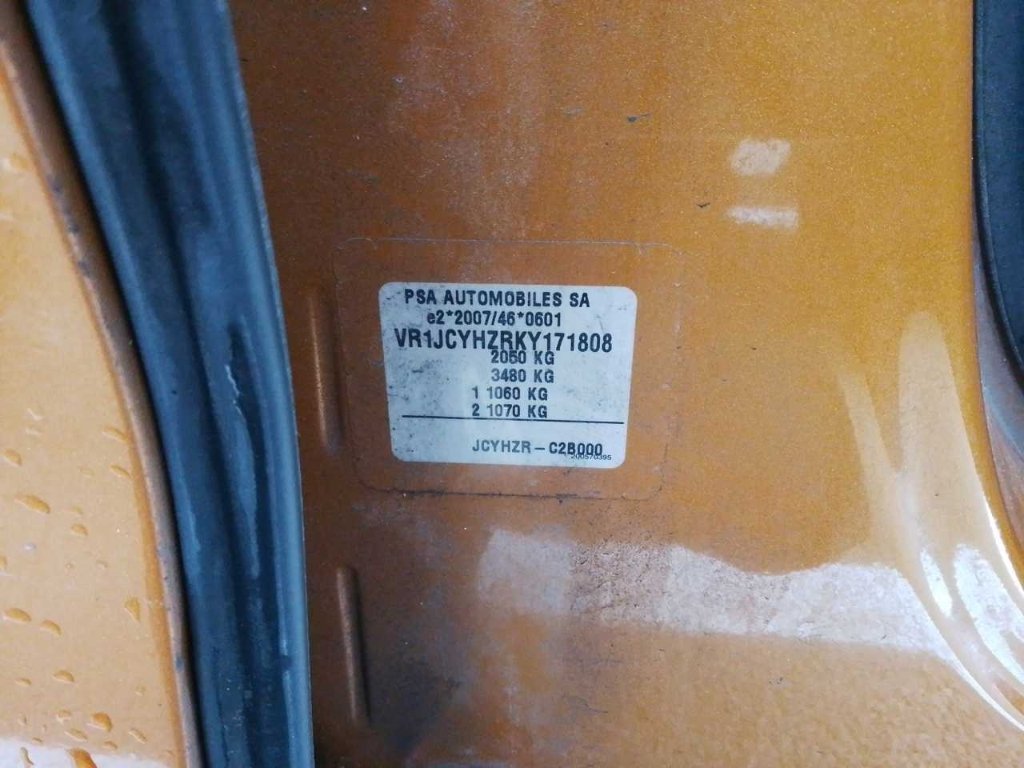 PSA AUTOMOBILES SA
e2*2007/46*0601
VR1JCYHZRKY171808
2050 KG
3480 KG
1 1060 KG
2 1070 KG
JCYHZR-C2B000
200570395